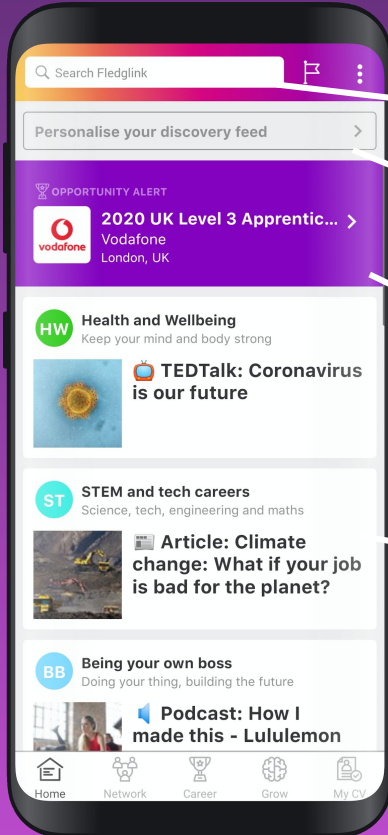 Search Fledglink
Personalise your discovery feed
OPPORTUNITY ALERT
2020 UK Level 3 Apprentic...
Vodafone
London, UK
vodafone
HW
Health and Wellbeing
Keep your mind and body strong
TEDTalk: Coronavirus
is our future
ST
STEM and tech careers
Science, tech, engineering and maths
Article: Climate
change: What if your job
is bad for the planet?
BB
Being your own boss
Doing your thing, building the future
Podcast: How I
made this - Lululemon
Home Network Career Grow My CV